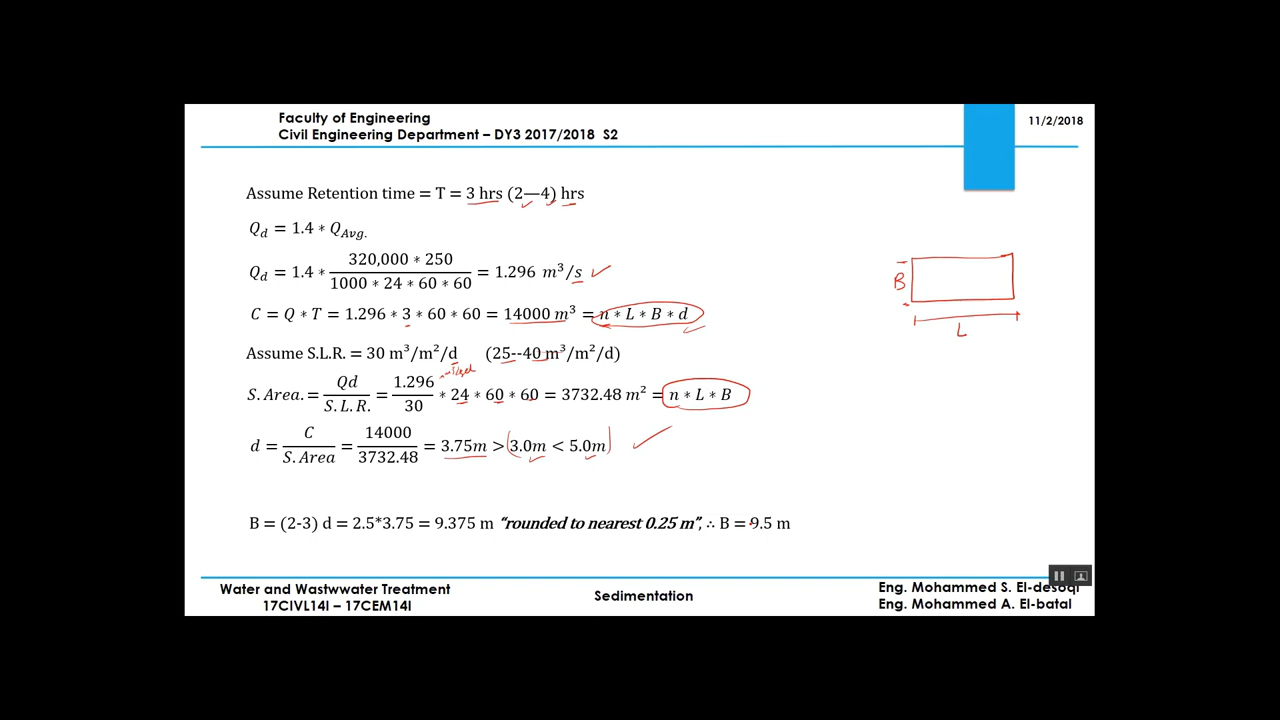 Faculty of Engineering
Civil Engineering Department – DY3 2017/2018 S2
11/2/2018
Assume Retention time = T = 3 hrs (2—4) hrs
Q_d = 1.4 * Q_Avg.
Q_d = 1.4 * (320,000 * 250)/(1000 * 24 * 60 * 60) = 1.296 m³/s
C = Q * T = 1.296 * 3 * 60 * 60 = 14000 m³ = n * L * B * d
Assume S.L.R. = 30 m³/m²/d (25--40 m³/m²/d)
S. Area. = Qd/S.L.R. = 1.296/30 * 24 * 60 * 60 = 3732.48 m² = n * L * B
d = C/S.Area = 14000/3732.48 = 3.75m > (3.0m < 5.0m)
B = (2-3) d = 2.5*3.75 = 9.375 m “rounded to nearest 0.25 m”, ∴ B = 9.5 m
B
L
Water and Wastwwater Treatment
17CIVL14I – 17CEM14I
Sedimentation
Eng. Mohammed S. El-desoqi
Eng. Mohammed A. El-batal